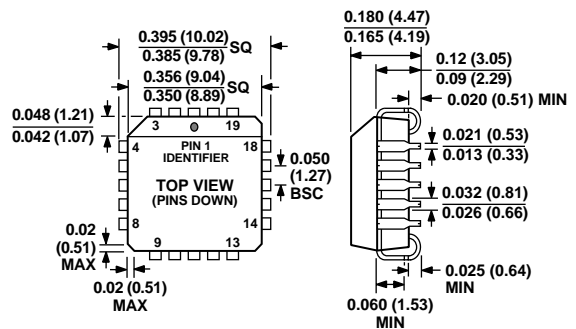 0.395 (10.02)
0.385 (9.78) SQ
0.356 (9.04)
0.350 (8.89) SQ
0.048 (1.21)
0.042 (1.07)
3 19
4 PIN 1 18
IDENTIFIER
TOP VIEW
(PINS DOWN)
0.050
(1.27)
BSC
8 14
9 13
0.02
(0.51)
MAX
0.02 (0.51)
MAX
0.180 (4.47)
0.165 (4.19)
0.12 (3.05)
0.09 (2.29)
0.020 (0.51) MIN
0.021 (0.53)
0.013 (0.33)
0.032 (0.81)
0.026 (0.66)
0.025 (0.64)
MIN
0.060 (1.53)
MIN